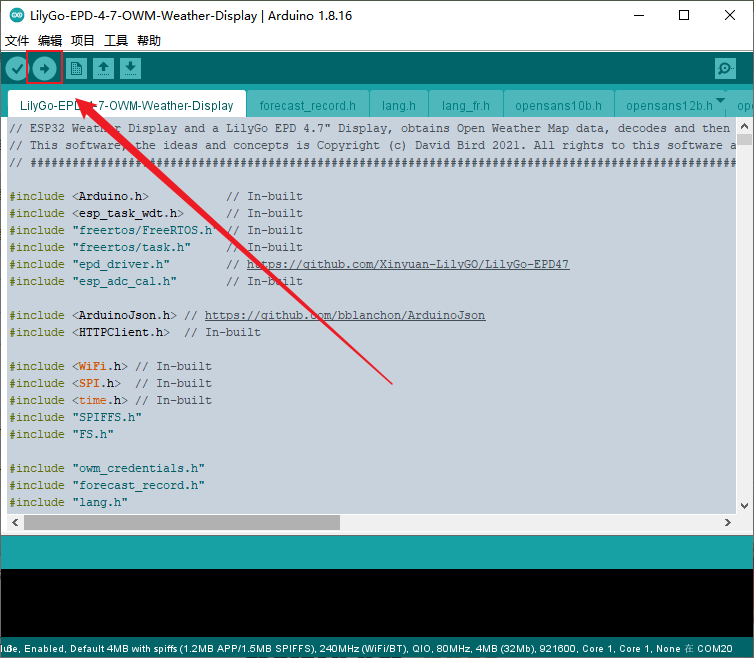 LilyGo-EPD-4-7-OWM-Weather-Display | Arduino 1.8.16
文件 编辑 项目 工具 帮助
LilyGo-EPD-4-7-OWM-Weather-Display forecast_record.h lang.h lang_fr.h opensans10b.h opensans12b.h op
// ESP32 Weather Display and a LilyGo EPD 4.7" Display, obtains Open Weather Map data, decodes and then
// This software, the ideas and concepts is Copyright (c) David Bird 2021. All rights to this software a
// ####################################################################################################
#include <Arduino.h> // In-built
#include <esp_task_wdt.h> // In-built
#include "freertos/FreeRTOS.h" // In-built
#include "freertos/task.h" // In-built
#include "epd_driver.h" // https://github.com/Xinyuan-LilyGO/LilyGo-EPD47
#include "esp_adc_cal.h" // In-built
#include <ArduinoJson.h> // https://github.com/bblanchon/ArduinoJson
#include <HTTPClient.h> // In-built
#include <WiFi.h> // In-built
#include <SPI.h> // In-built
#include <time.h> // In-built
#include "SPIFFS.h"
#include "FS.h"
#include "owm_credentials.h"
#include "forecast_record.h"
#include "lang.h"
Enabled, Default 4MB with spiffs (1.2MB APP/1.5MB SPIFFS), 240MHz (WiFi/BT), QIO, 80MHz, 4MB (32Mb), 921600, Core 1, Core 1, None 在 COM20